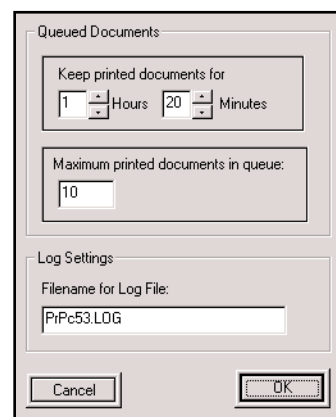 Queued Documents
Keep printed documents for
1 Hours 20 Minutes
Maximum printed documents in queue:
10
Log Settings
Filename for Log File:
PrPc53.LOG
Cancel OK